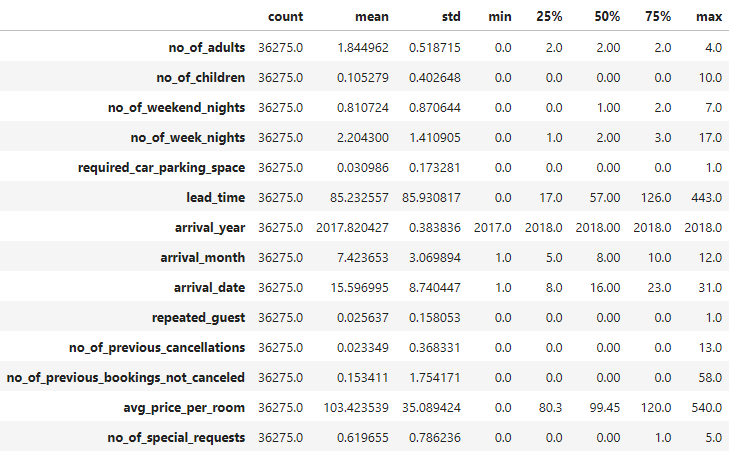 count mean std min 25% 50% 75% max
no_of_adults 36275.0 1.844962 0.518715 0.0 2.0 2.00 2.0 4.0
no_of_children 36275.0 0.105279 0.402648 0.0 0.0 0.00 0.0 10.0
no_of_weekend_nights 36275.0 0.810724 0.870644 0.0 0.0 1.00 2.0 7.0
no_of_week_nights 36275.0 2.204300 1.410905 0.0 1.0 2.00 3.0 17.0
required_car_parking_space 36275.0 0.030986 0.173281 0.0 0.0 0.00 0.0 1.0
lead_time 36275.0 85.232557 85.930817 0.0 17.0 57.00 126.0 443.0
arrival_year 36275.0 2017.820427 0.383836 2017.0 2018.0 2018.00 2018.0 2018.0
arrival_month 36275.0 7.423653 3.069894 1.0 5.0 8.00 10.0 12.0
arrival_date 36275.0 15.596995 8.740447 1.0 8.0 16.00 23.0 31.0
repeated_guest 36275.0 0.025637 0.158053 0.0 0.0 0.00 0.0 1.0
no_of_previous_cancellations 36275.0 0.023349 0.368331 0.0 0.0 0.00 0.0 13.0
no_of_previous_bookings_not_canceled 36275.0 0.153411 1.754171 0.0 0.0 0.00 0.0 58.0
avg_price_per_room 36275.0 103.423539 35.089424 0.0 80.3 99.45 120.0 540.0
no_of_special_requests 36275.0 0.619655 0.786236 0.0 0.0 0.00 1.0 5.0